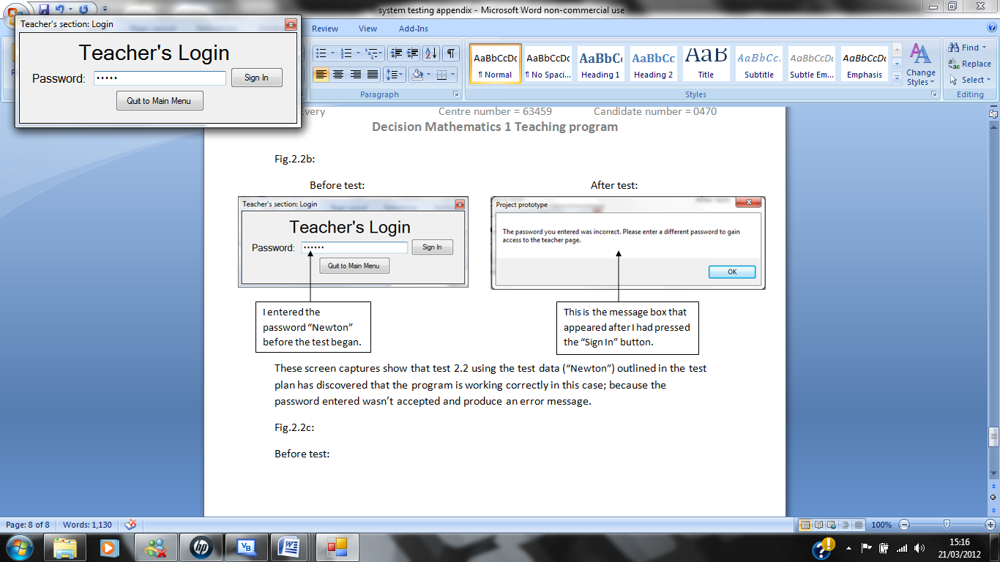 system testing appendix - Microsoft Word non-commercial use
Teacher's section: Login
Teacher's Login
Password: •••••
Sign In
Quit to Main Menu
Review View Add-Ins
AaBbCcDc AaBbCcDc AaBbC AaBbCc AaB AaBbCcL AaBbCcDc AaBbCcDc
¶ Normal ¶ No Spaci... Heading 1 Heading 2 Title Subtitle Subtle Em... Emphasis
Change
Styles
Find
Replace
Select
Paragraph Styles Editing
Every Centre number = 63459 Candidate number = 0470
Decision Mathematics 1 Teaching program
Fig.2.2b:
Before test: After test:
Teacher's section: Login
Teacher's Login
Password: ••••••
Sign In
Quit to Main Menu
Project prototype
The password you entered was incorrect. Please enter a different password to gain
access to the teacher page.
OK
I entered the
password “Newton”
before the test began.
This is the message box that
appeared after I had pressed
the “Sign In” button.
These screen captures show that test 2.2 using the test data (“Newton”) outlined in the test
plan has discovered that the program is working correctly in this case; because the
password entered wasn’t accepted and produce an error message.
Fig.2.2c:
Before test:
Page: 8 of 8 Words: 1,130 100%
15:16
21/03/2012